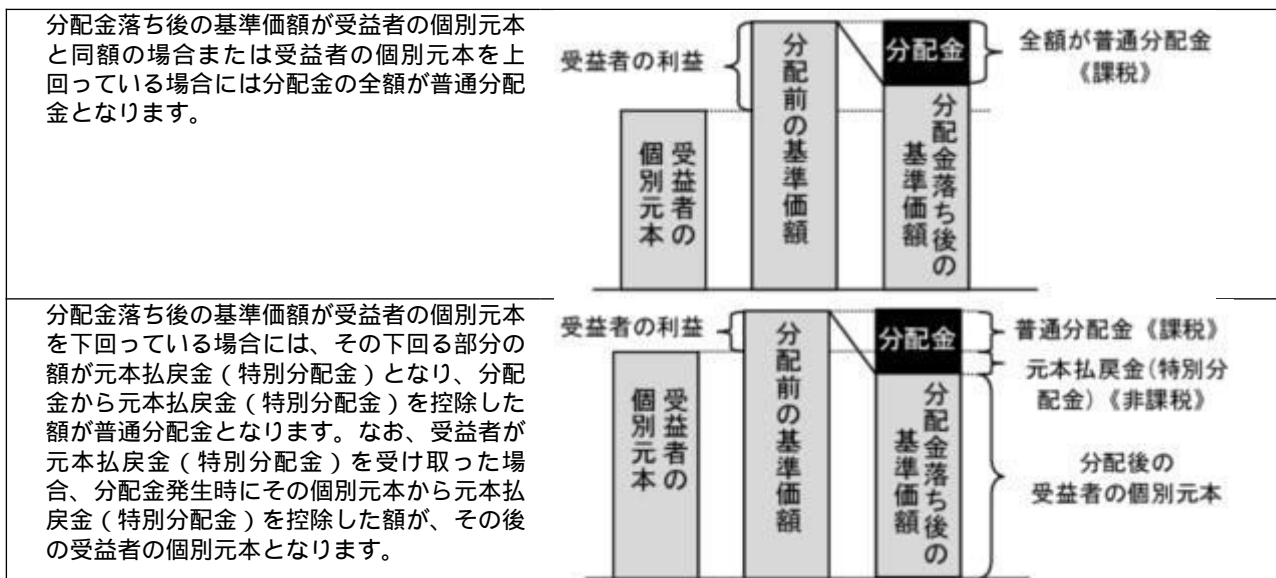 分配金落ち後の基準価額が受益者の個別元本
と同額の場合または受益者の個別元本を上
回っている場合には分配金の全額が普通分配
金となります。
受益者の利益
受益者の
個別元本
分配前の基準価額
分配金
分配金落ち後の
基準価額
全額が普通分配金
《課税》
分配金落ち後の基準価額が受益者の個別元本
を下回っている場合には、その下回る部分の
額が元本払戻金（特別分配金）となり、分配
金から元本払戻金（特別分配金）を控除した
額が普通分配金となります。なお、受益者が
元本払戻金（特別分配金）を受け取った場
合、分配金発生時にその個別元本から元本払
戻金（特別分配金）を控除した額が、その後
の受益者の個別元本となります。
受益者の利益
受益者の
個別元本
分配前の基準価額
分配金
分配金落ち後の
基準価額
普通分配金《課税》
元本払戻金(特別分
配金)《非課税》
分配後の
受益者の個別元本